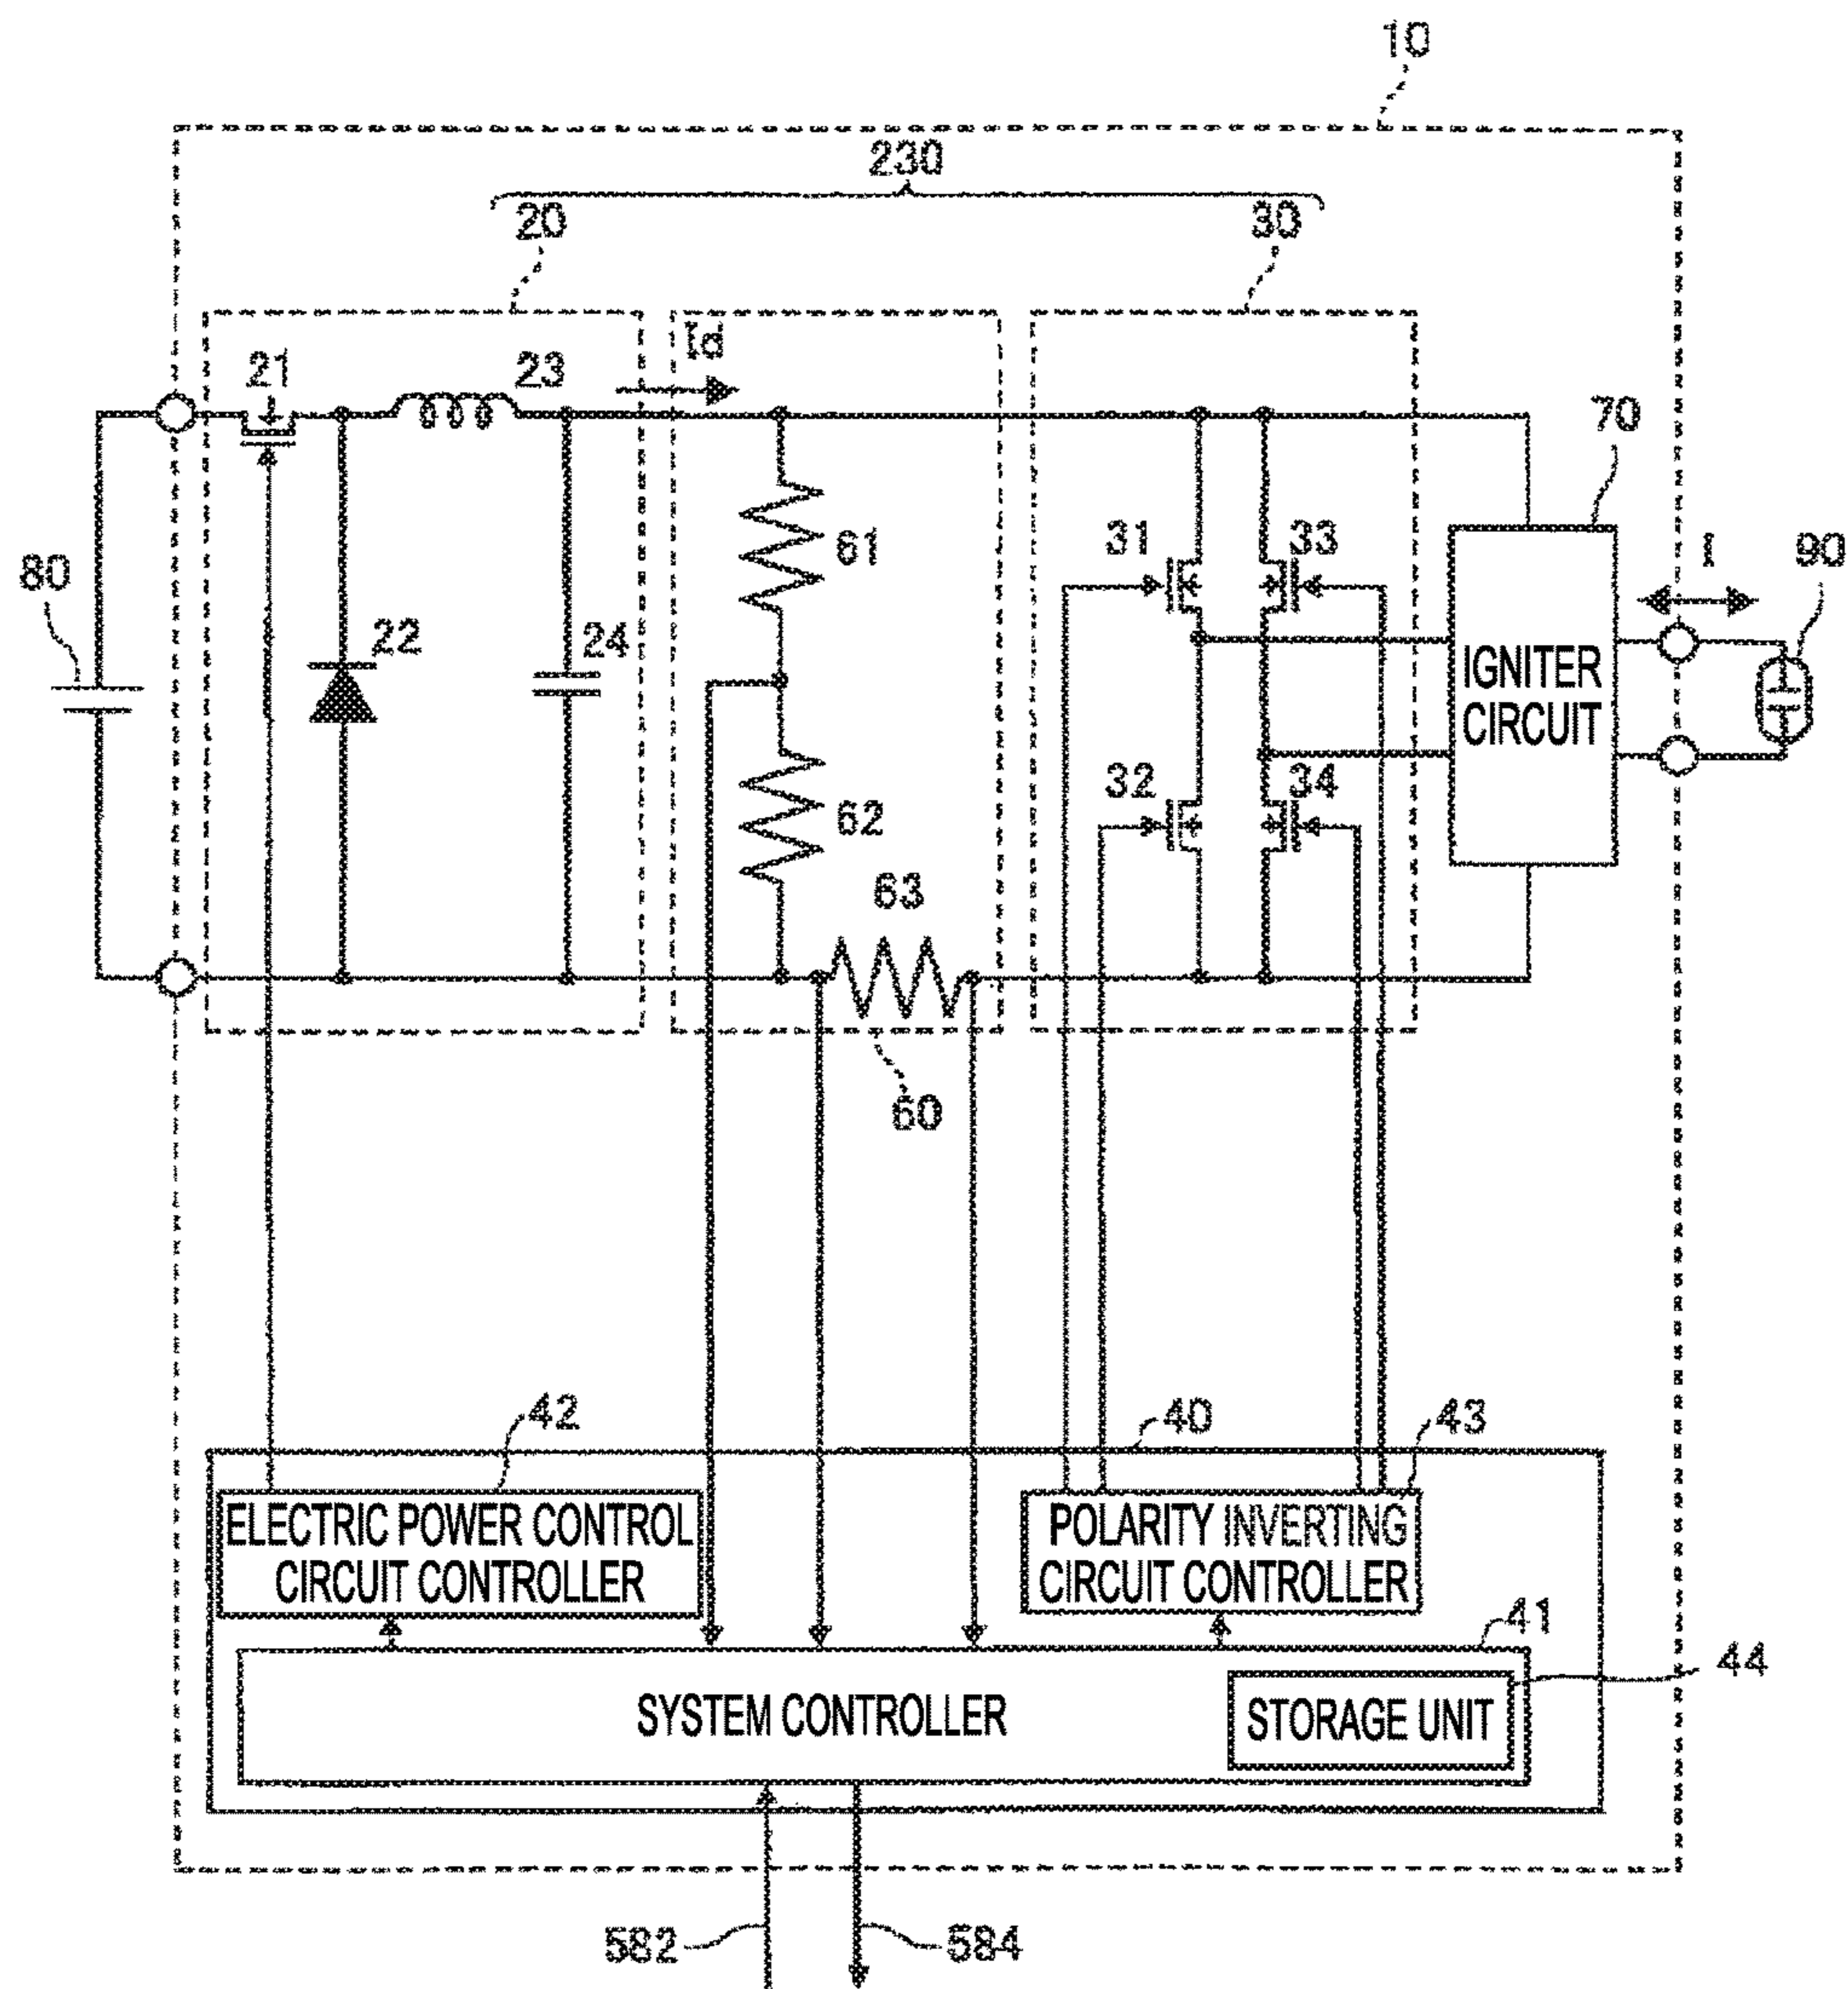 10
230
20
30
21
23
Id
70
31
33
I
90
80
61
22
24
IGNITER
CIRCUIT
32
34
62
63
60
42
40
43
ELECTRIC POWER CONTROL
CIRCUIT CONTROLLER
POLARITY INVERTING
CIRCUIT CONTROLLER
41
44
SYSTEM CONTROLLER
STORAGE UNIT
582
584